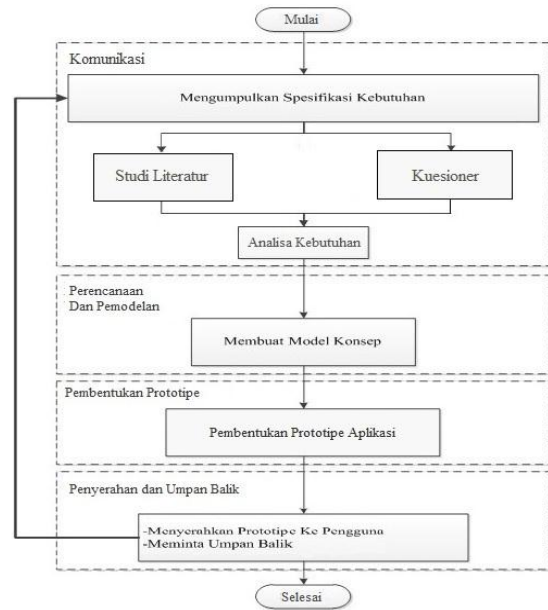 Mulai
Komunikasi
Mengumpulkan Spesifikasi Kebutuhan
Studi Literatur
Kuesioner
Analisa Kebutuhan
Perencanaan
Dan Pemodelan
Membuat Model Konsep
Pembentukan Prototipe
Pembentukan Prototipe Aplikasi
Penyerahan dan Umpan Balik
-Menyerahkan Prototipe Ke Pengguna
-Meminta Umpan Balik
Selesai